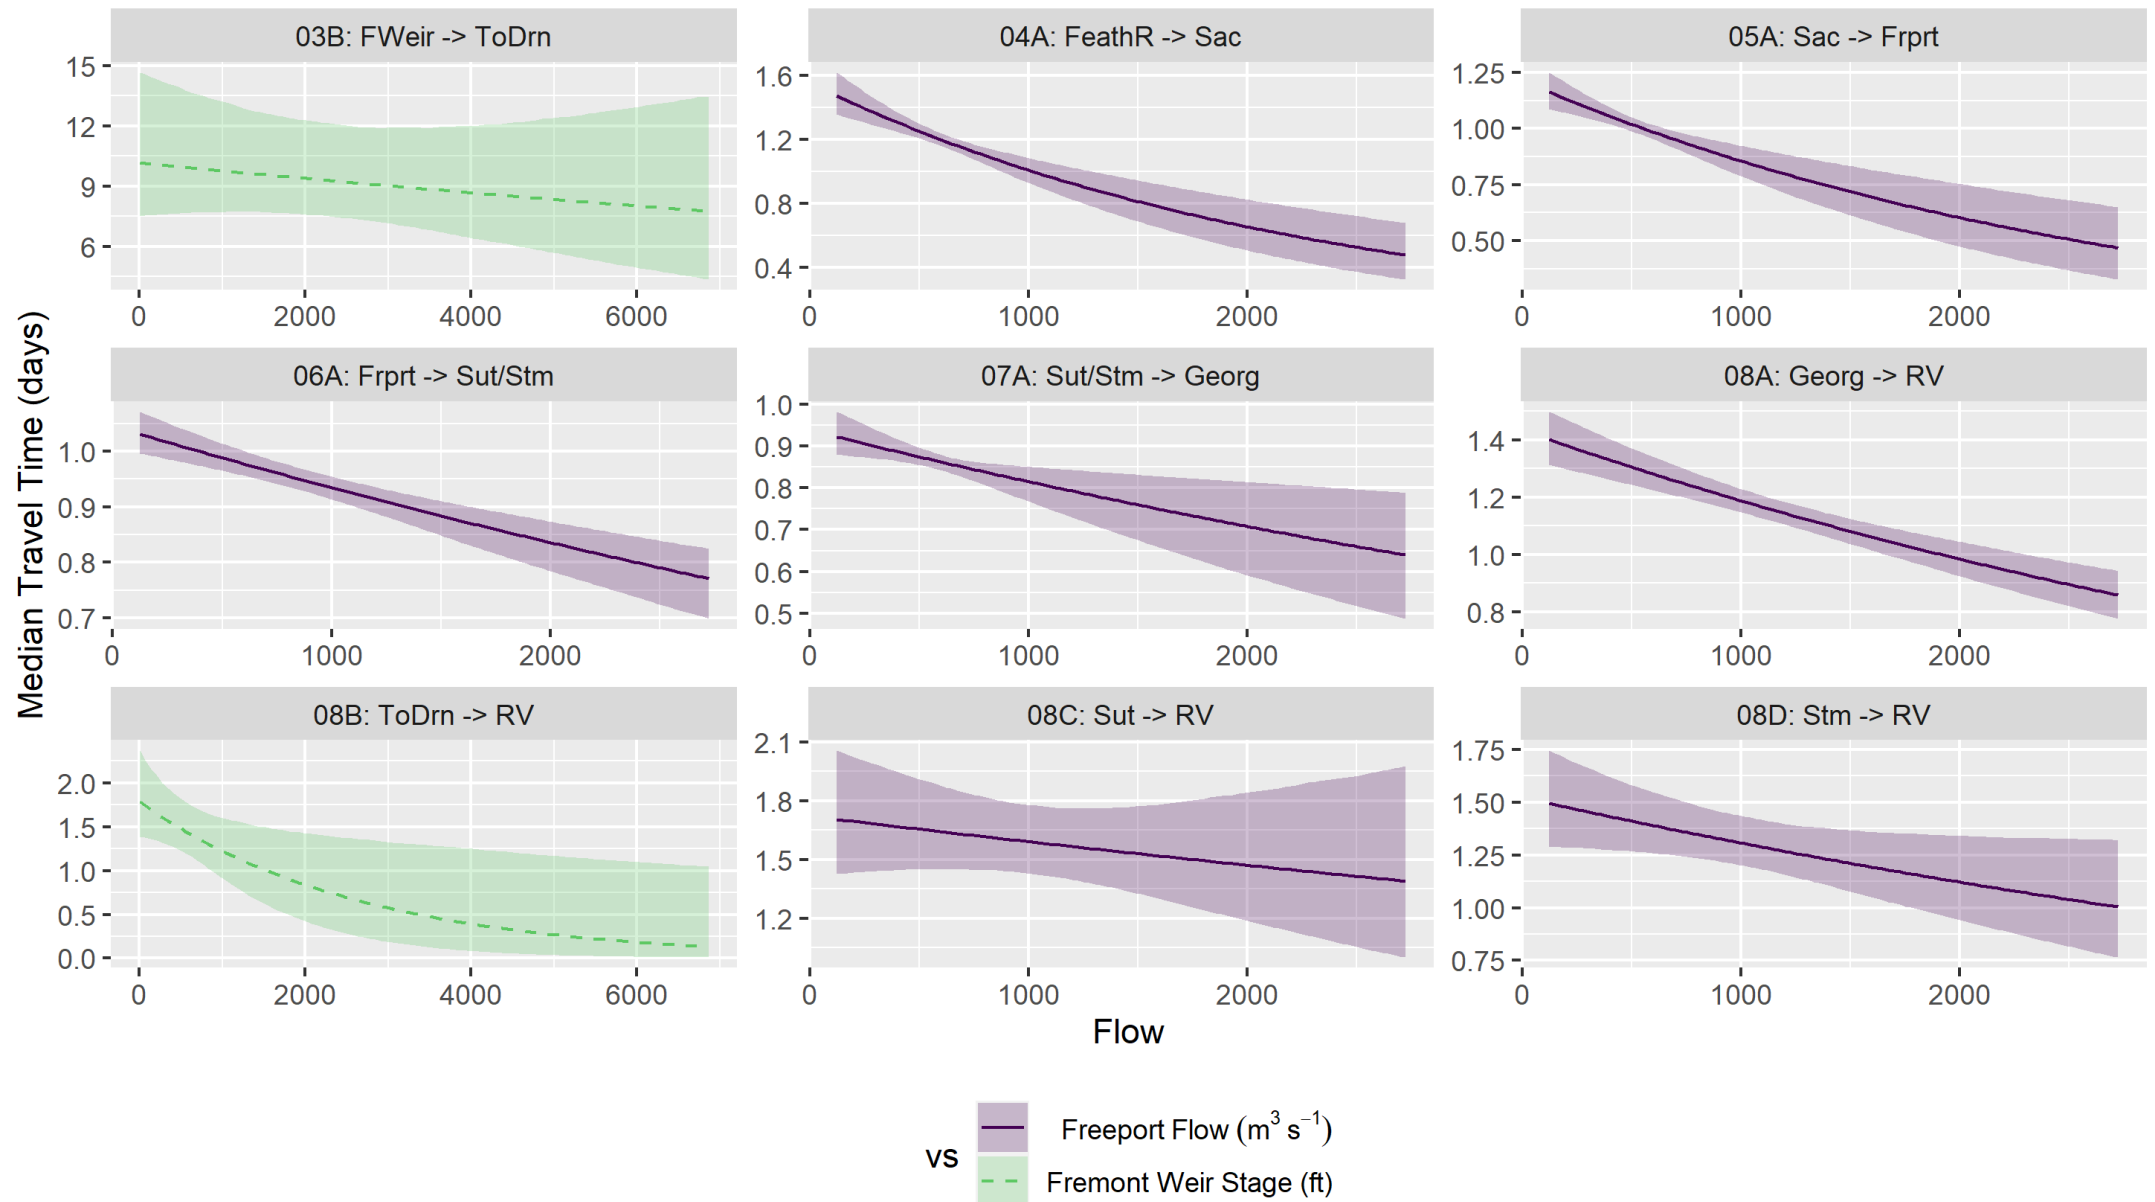 Median Travel Time (days)
03B: FWeir -> ToDrn
15
12
9
6
0 2000 4000 6000
04A: FeathR -> Sac
1.6
1.2
0.8
0.4
0 1000 2000
05A: Sac -> Frprt
1.25
1.00
0.75
0.50
0 1000 2000
06A: Frprt -> Sut/Stm
1.0
0.9
0.8
0.7
0 1000 2000
07A: Sut/Stm -> Georg
1.0
0.9
0.8
0.7
0.6
0.5
0 1000 2000
08A: Georg -> RV
1.4
1.2
1.0
0.8
0 1000 2000
08B: ToDrn -> RV
2.0
1.5
1.0
0.5
0.0
0 2000 4000 6000
08C: Sut -> RV
2.1
1.8
1.5
1.2
0 1000 2000
08D: Stm -> RV
1.75
1.50
1.25
1.00
0.75
0 1000 2000
Flow
vs
Freeport Flow (m³ s⁻¹)
Fremont Weir Stage (ft)